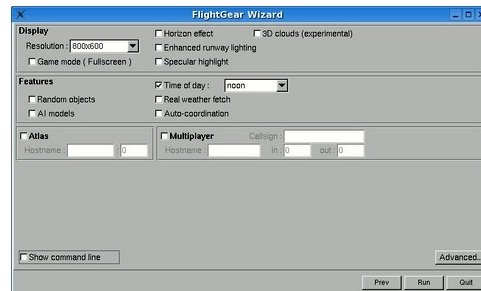 FlightGear Wizard
Display
Resolution : 800x600
Game mode ( Fullscreen )
Horizon effect
3D clouds (experimental)
Enhanced runway lighting
Specular highlight
Features
Random objects
AI models
Time of day : noon
Real weather fetch
Auto-coordination
Atlas
Hostname : : 0
Multiplayer Callsign :
Hostname : in : 0 out : 0
Show command line
Advanced..
Prev Run Quit